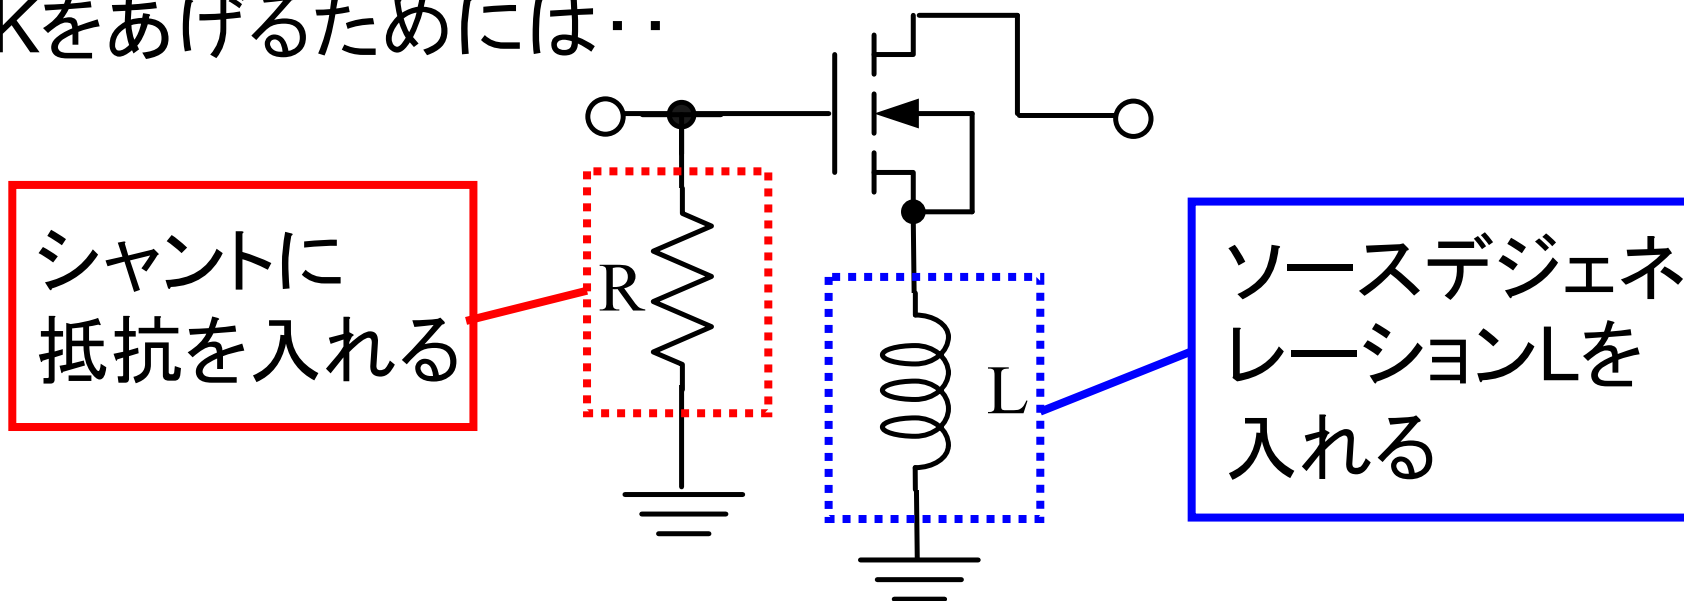 Kをあげるためには・・
シャントに
抵抗を入れる
R
L
ソースデジェネ
レーションLを
入れる